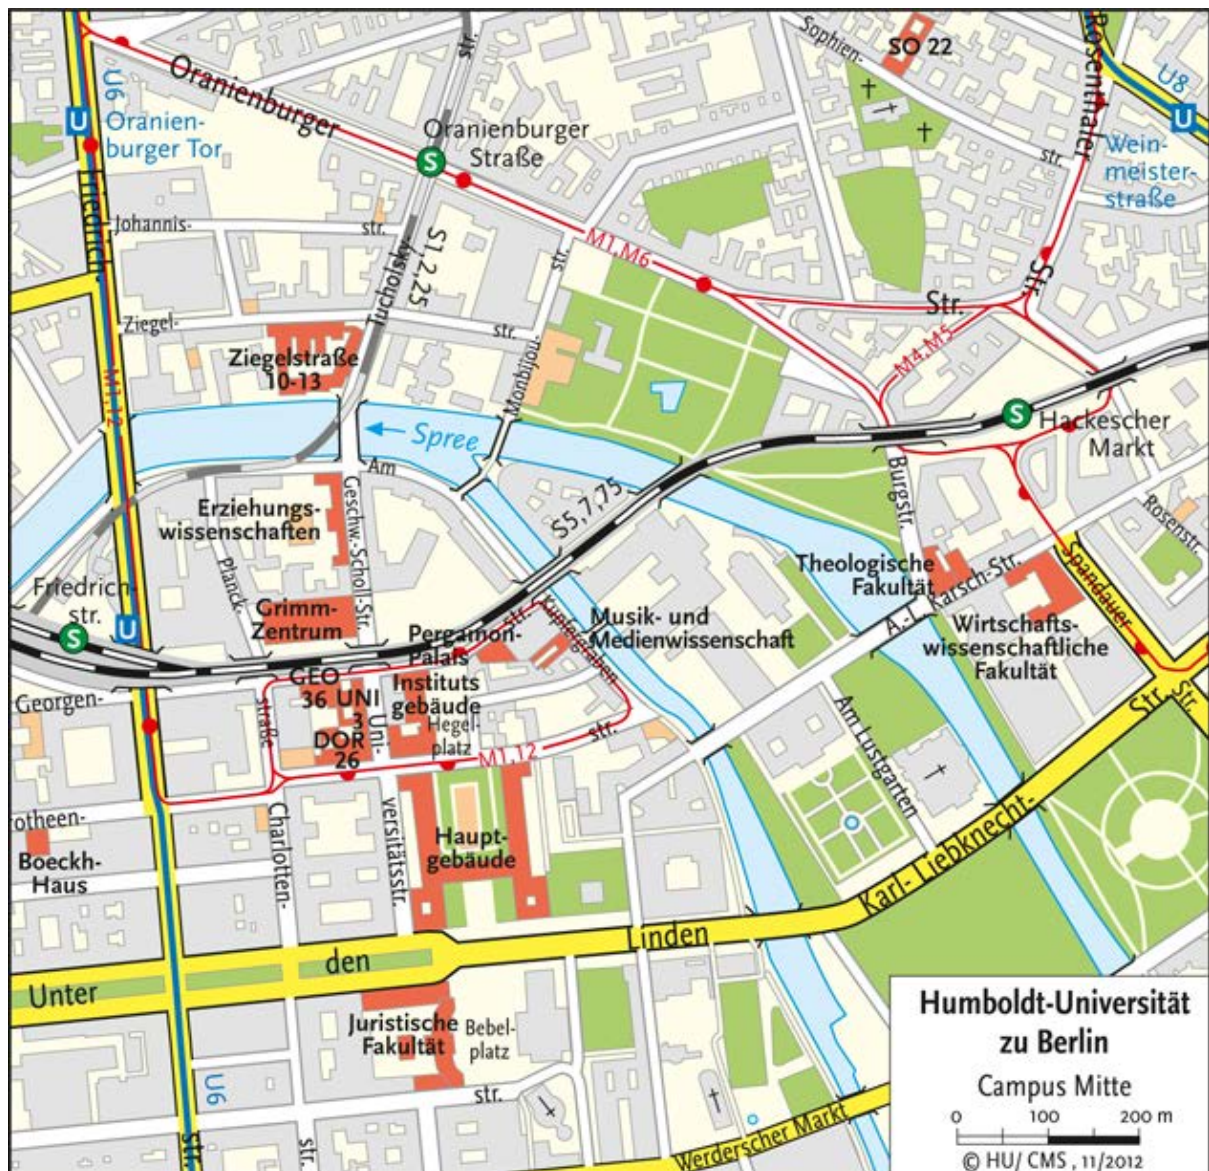 SO 22
Sophien-
str.
Rosenthaler
Str.
U8
Wein-
meister-
straße
U
U6
Oranien-
burger Tor
U
Oranienburger
Str.
str.
Oranienburger
Straße
S
Friedrich-
Johannis-
str.
S1,2,25
Tucholsky-
M1,M6
str.
Monbijou-
Ziegel-
str.
Ziegelstraße
10-13
M1,12
M4,M5
S
Hackescher
Markt
Spree
Am
S5,7,75
Burgstr.
Rosenstr.
Erziehungs-
wissenschaften
Geschw.-Scholl-Str.
Planck-
Theologische
Fakultät
A.-L.
Karsch-Str.
Spandauer
Str.
Friedrich-
str.
S
U
Grimm-
Zentrum
Pergamon-
Palais
str.
Kupfergraben
Musik- und
Medienwissenschaft
Wirtschafts-
wissenschaftliche
Fakultät
Georgen-
straße
GEO
36
UNI
3
DOR
26
Instituts
gebäude
Hegel-
platz
Uni-
versitätsstr.
M1,12
str.
Am Lustgarten
otheen-
Boeckh-
Haus
Charlotten-
str.
Haupt-
gebäude
Karl-Liebknecht-
Str.
Unter
den
Linden
Juristische
Fakultät
Bebel-
platz
str.
U6
str.
Werderscher Markt
Humboldt-Universität
zu Berlin
Campus Mitte
0 100 200 m
© HU/ CMS , 11/2012